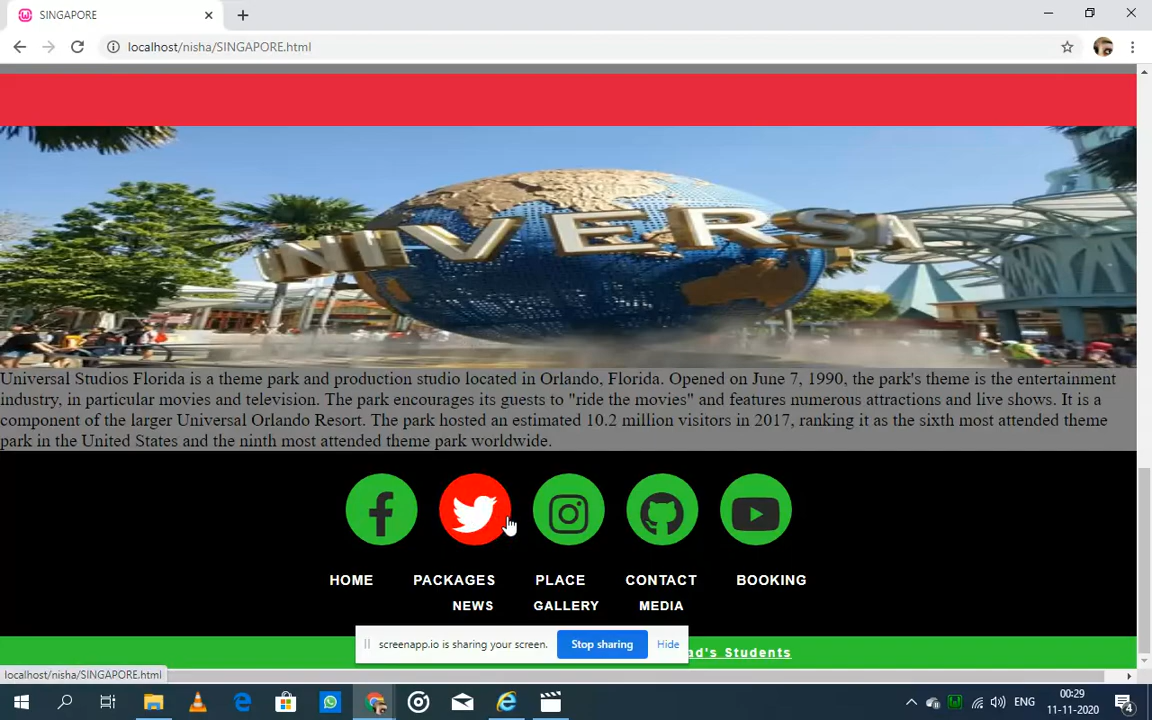 SINGAPORE
localhost/nisha/SINGAPORE.html
UNIVERSA
Universal Studios Florida is a theme park and production studio located in Orlando, Florida. Opened on June 7, 1990, the park's theme is the entertainment
industry, in particular movies and television. The park encourages its guests to "ride the movies" and features numerous attractions and live shows. It is a
component of the larger Universal Orlando Resort. The park hosted an estimated 10.2 million visitors in 2017, ranking it as the sixth most attended theme
park in the United States and the ninth most attended theme park worldwide.
HOME PACKAGES PLACE CONTACT BOOKING
NEWS GALLERY MEDIA
screenapp.io is sharing your screen. Stop sharing Hide
ad's Students
localhost/nisha/SINGAPORE.html
ENG 00:29
11-11-2020 4